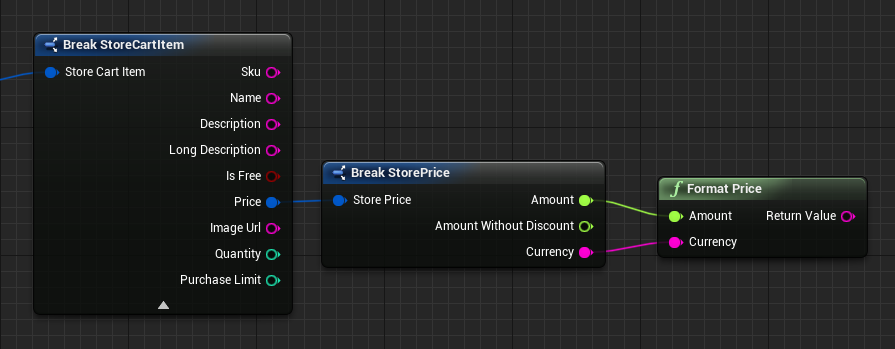 Break StoreCartItem
Store Cart Item
Sku
Name
Description
Long Description
Is Free
Price
Image Url
Quantity
Purchase Limit
Break StorePrice
Store Price
Amount
Amount Without Discount
Currency
f Format Price
Amount
Return Value
Currency